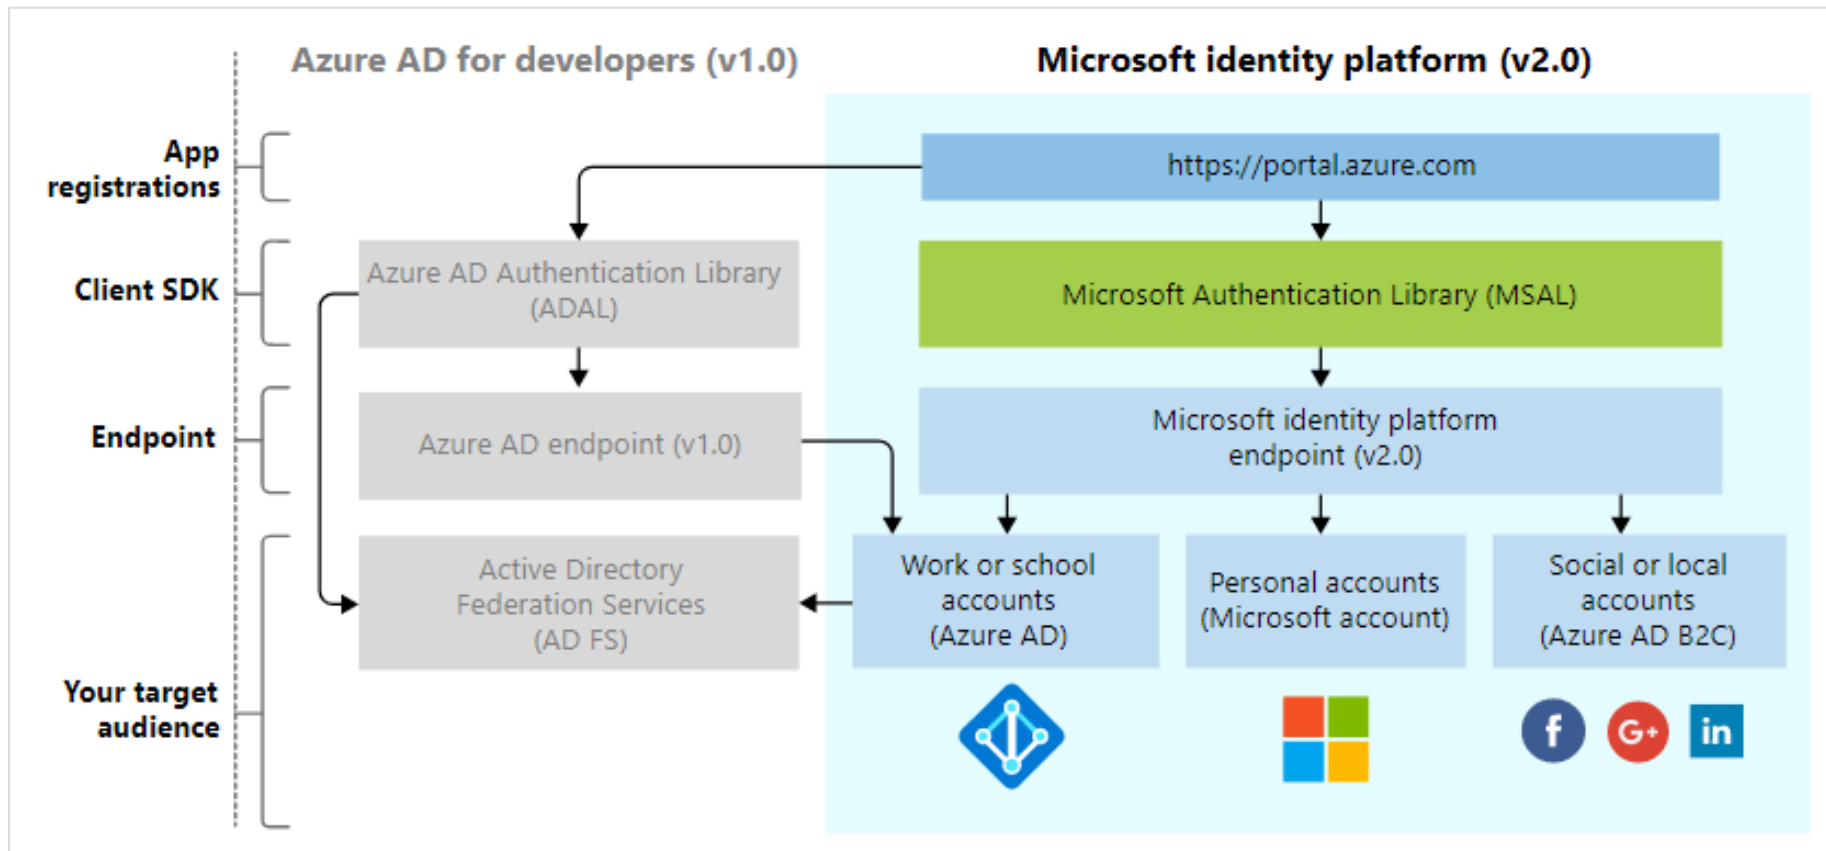 Azure AD for developers (v1.0)
Microsoft identity platform (v2.0)
App
registrations
https://portal.azure.com
Client SDK
Azure AD Authentication Library
(ADAL)
Microsoft Authentication Library (MSAL)
Endpoint
Azure AD endpoint (v1.0)
Microsoft identity platform
endpoint (v2.0)
Your target
audience
Active Directory
Federation Services
(AD FS)
Work or school
accounts
(Azure AD)
Personal accounts
(Microsoft account)
Social or local
accounts
(Azure AD B2C)
f
G+
in